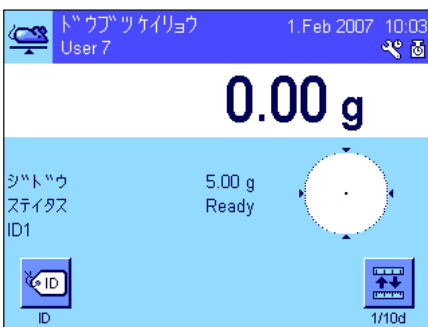 ドウブツケイリョウ 1.Feb 2007 10:03
User 7
0.00 g
ジドウ 5.00 g
ステイタス Ready
ID1
ID
ID 1/10d